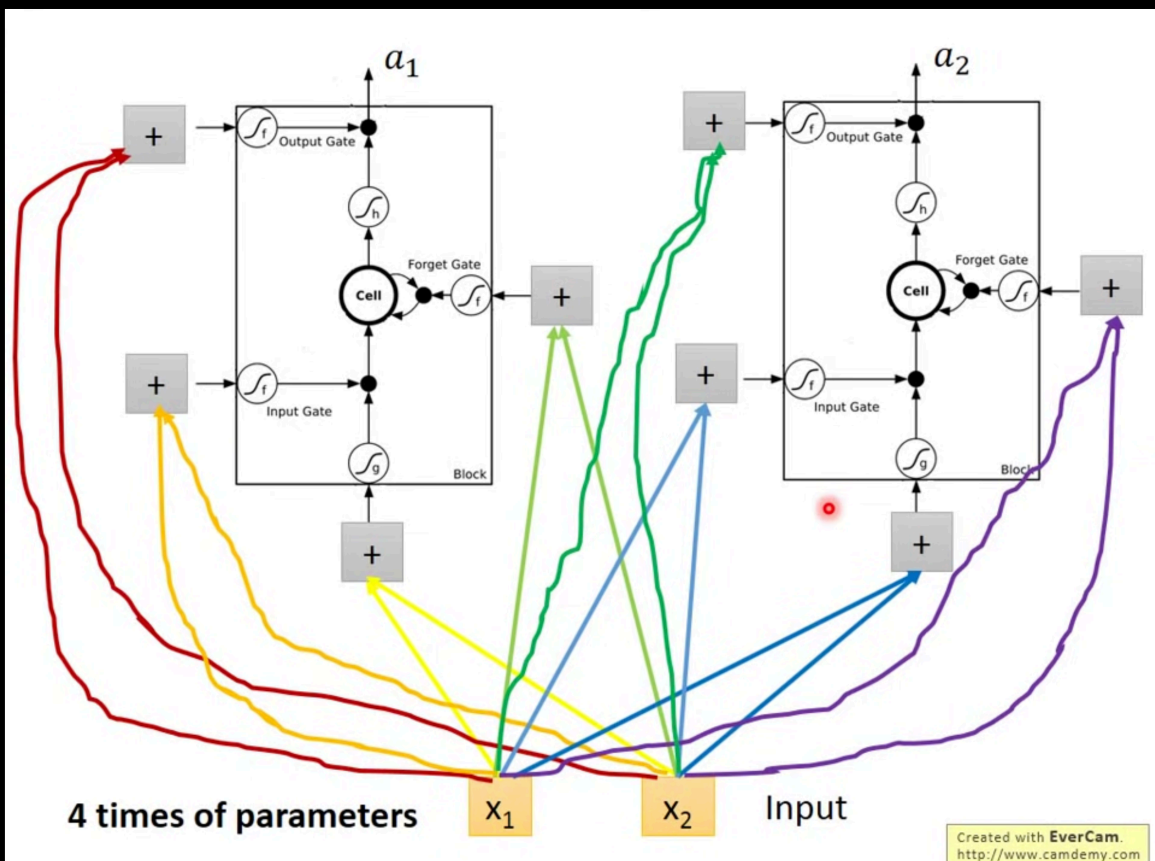 a₁
a₂
+
+
f
Output Gate
f
Output Gate
h
h
Forget Gate
Cell
f
+
Forget Gate
Cell
f
+
+
f
Input Gate
+
f
Input Gate
g
Block
g
Block
+
+
4 times of parameters
x₁
x₂
Input
Created with EverCam.
http://www.camdemy.com